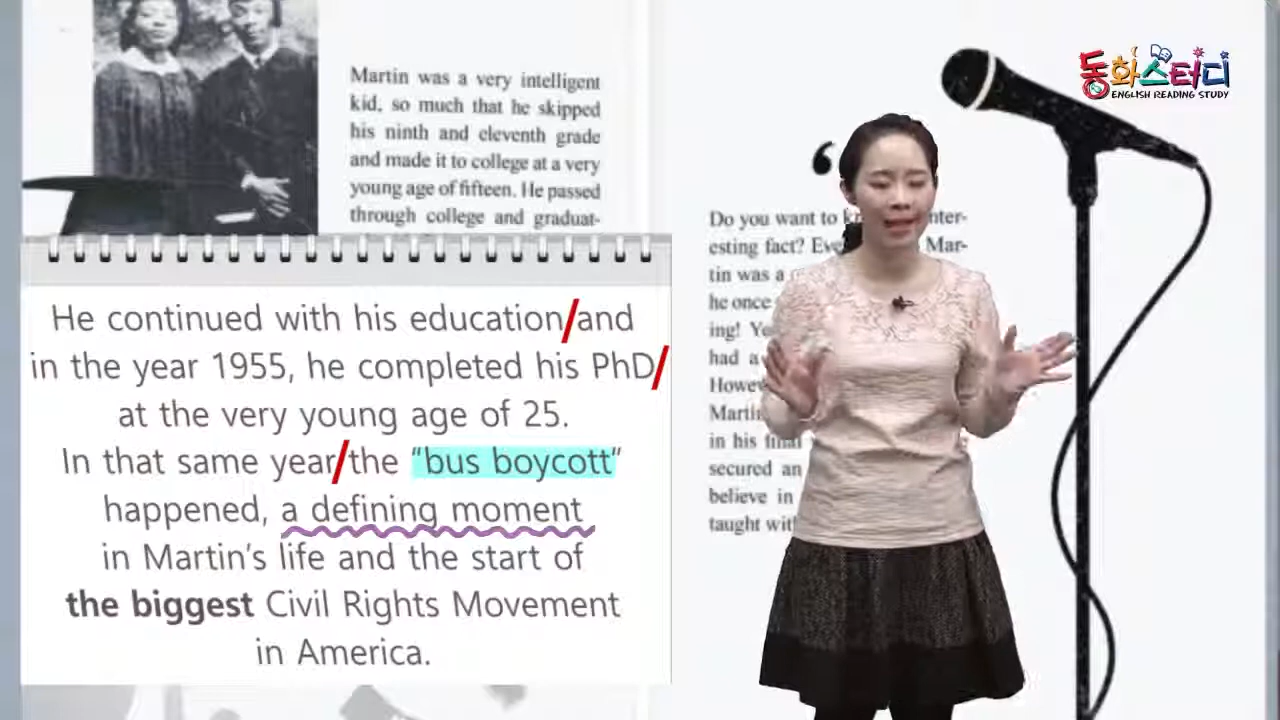 Martin was a very intelligent
kid, so much that he skipped
his ninth and eleventh grade
and made it to college at a very
young age of fifteen. He passed
through college and graduat-
He continued with his education/and
in the year 1955, he completed his PhD/
at the very young age of 25.
In that same year/the “bus boycott”
happened, a defining moment
in Martin’s life and the start of
the biggest Civil Rights Movement
in America.
동화스터디
ENGLISH READING STUDY
‘
Do you want to
esting fact? Mar-
tin was a
he once
ing!
had a
in his
secured an
believe in
taught